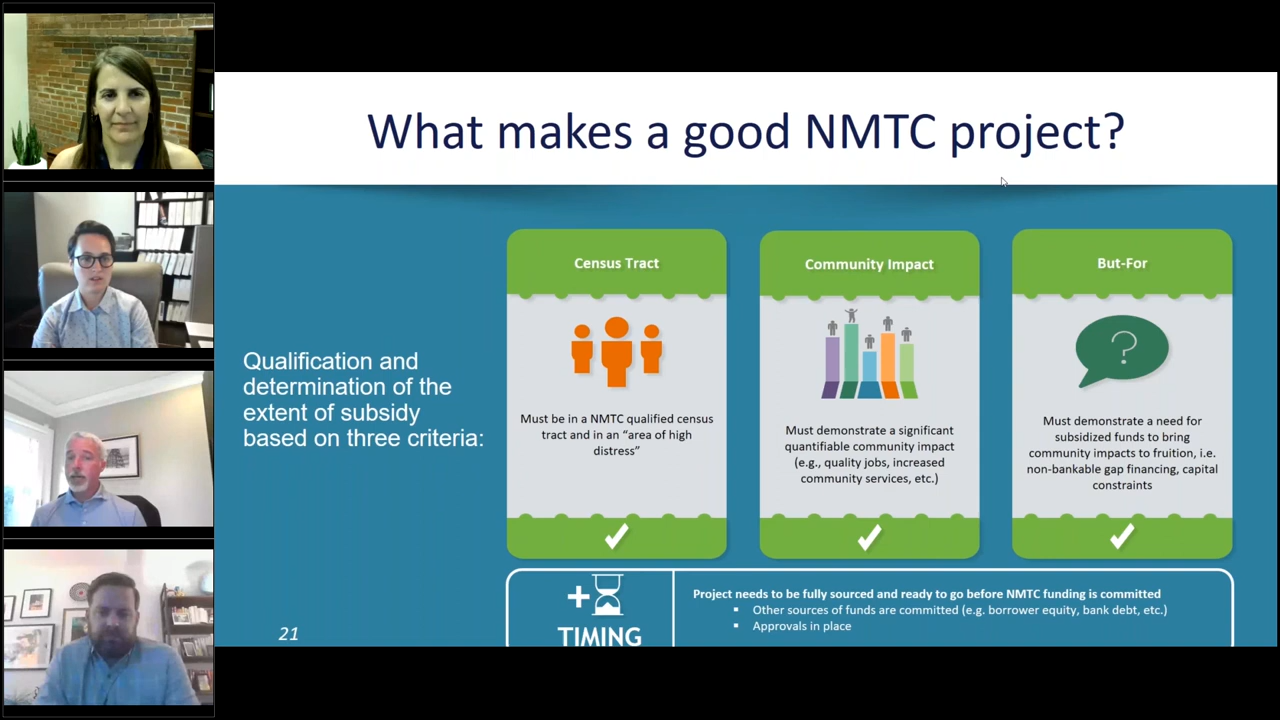 What makes a good NMTC project?
Qualification and
determination of the
extent of subsidy
based on three criteria:
Census Tract
Must be in a NMTC qualified census
tract and in an “area of high
distress”
Community Impact
Must demonstrate a significant
quantifiable community impact
(e.g., quality jobs, increased
community services, etc.)
But-For
?
Must demonstrate a need for
subsidized funds to bring
community impacts to fruition, i.e.
non-bankable gap financing, capital
constraints
+
TIMING
Project needs to be fully sourced and ready to go before NMTC funding is committed
▪ Other sources of funds are committed (e.g. borrower equity, bank debt, etc.)
▪ Approvals in place
21